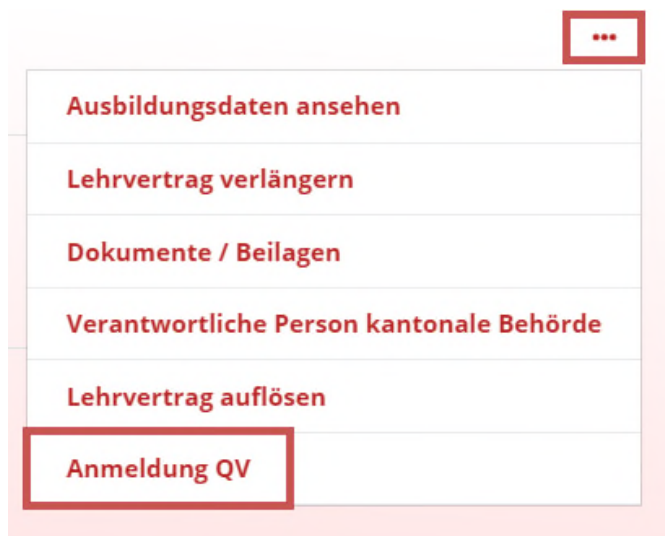 •••
Ausbildungsdaten ansehen
Lehrvertrag verlängern
Dokumente / Beilagen
Verantwortliche Person kantonale Behörde
Lehrvertrag auflösen
Anmeldung QV